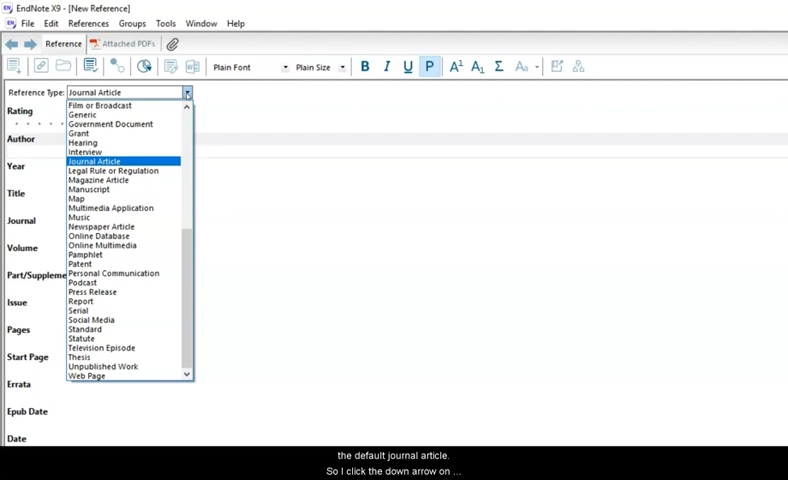 EndNote X9 - [New Reference]
File Edit References Groups Tools Window Help
Reference Attached PDFs
Plain Font Plain Size B I U P A¹ A₁ Σ Aa
Reference Type: Journal Article
Rating
Author
Year
Title
Journal
Volume
Part/Suppleme
Issue
Pages
Start Page
Errata
Epub Date
Date
Film or Broadcast
Generic
Government Document
Grant
Hearing
Interview
Journal Article
Legal Rule or Regulation
Magazine Article
Manuscript
Map
Multimedia Application
Music
Newspaper Article
Online Database
Online Multimedia
Pamphlet
Patent
Personal Communication
Podcast
Press Release
Report
Serial
Social Media
Standard
Statute
Television Episode
Thesis
Unpublished Work
Web Page
the default journal article.
So I click the down arrow on ...